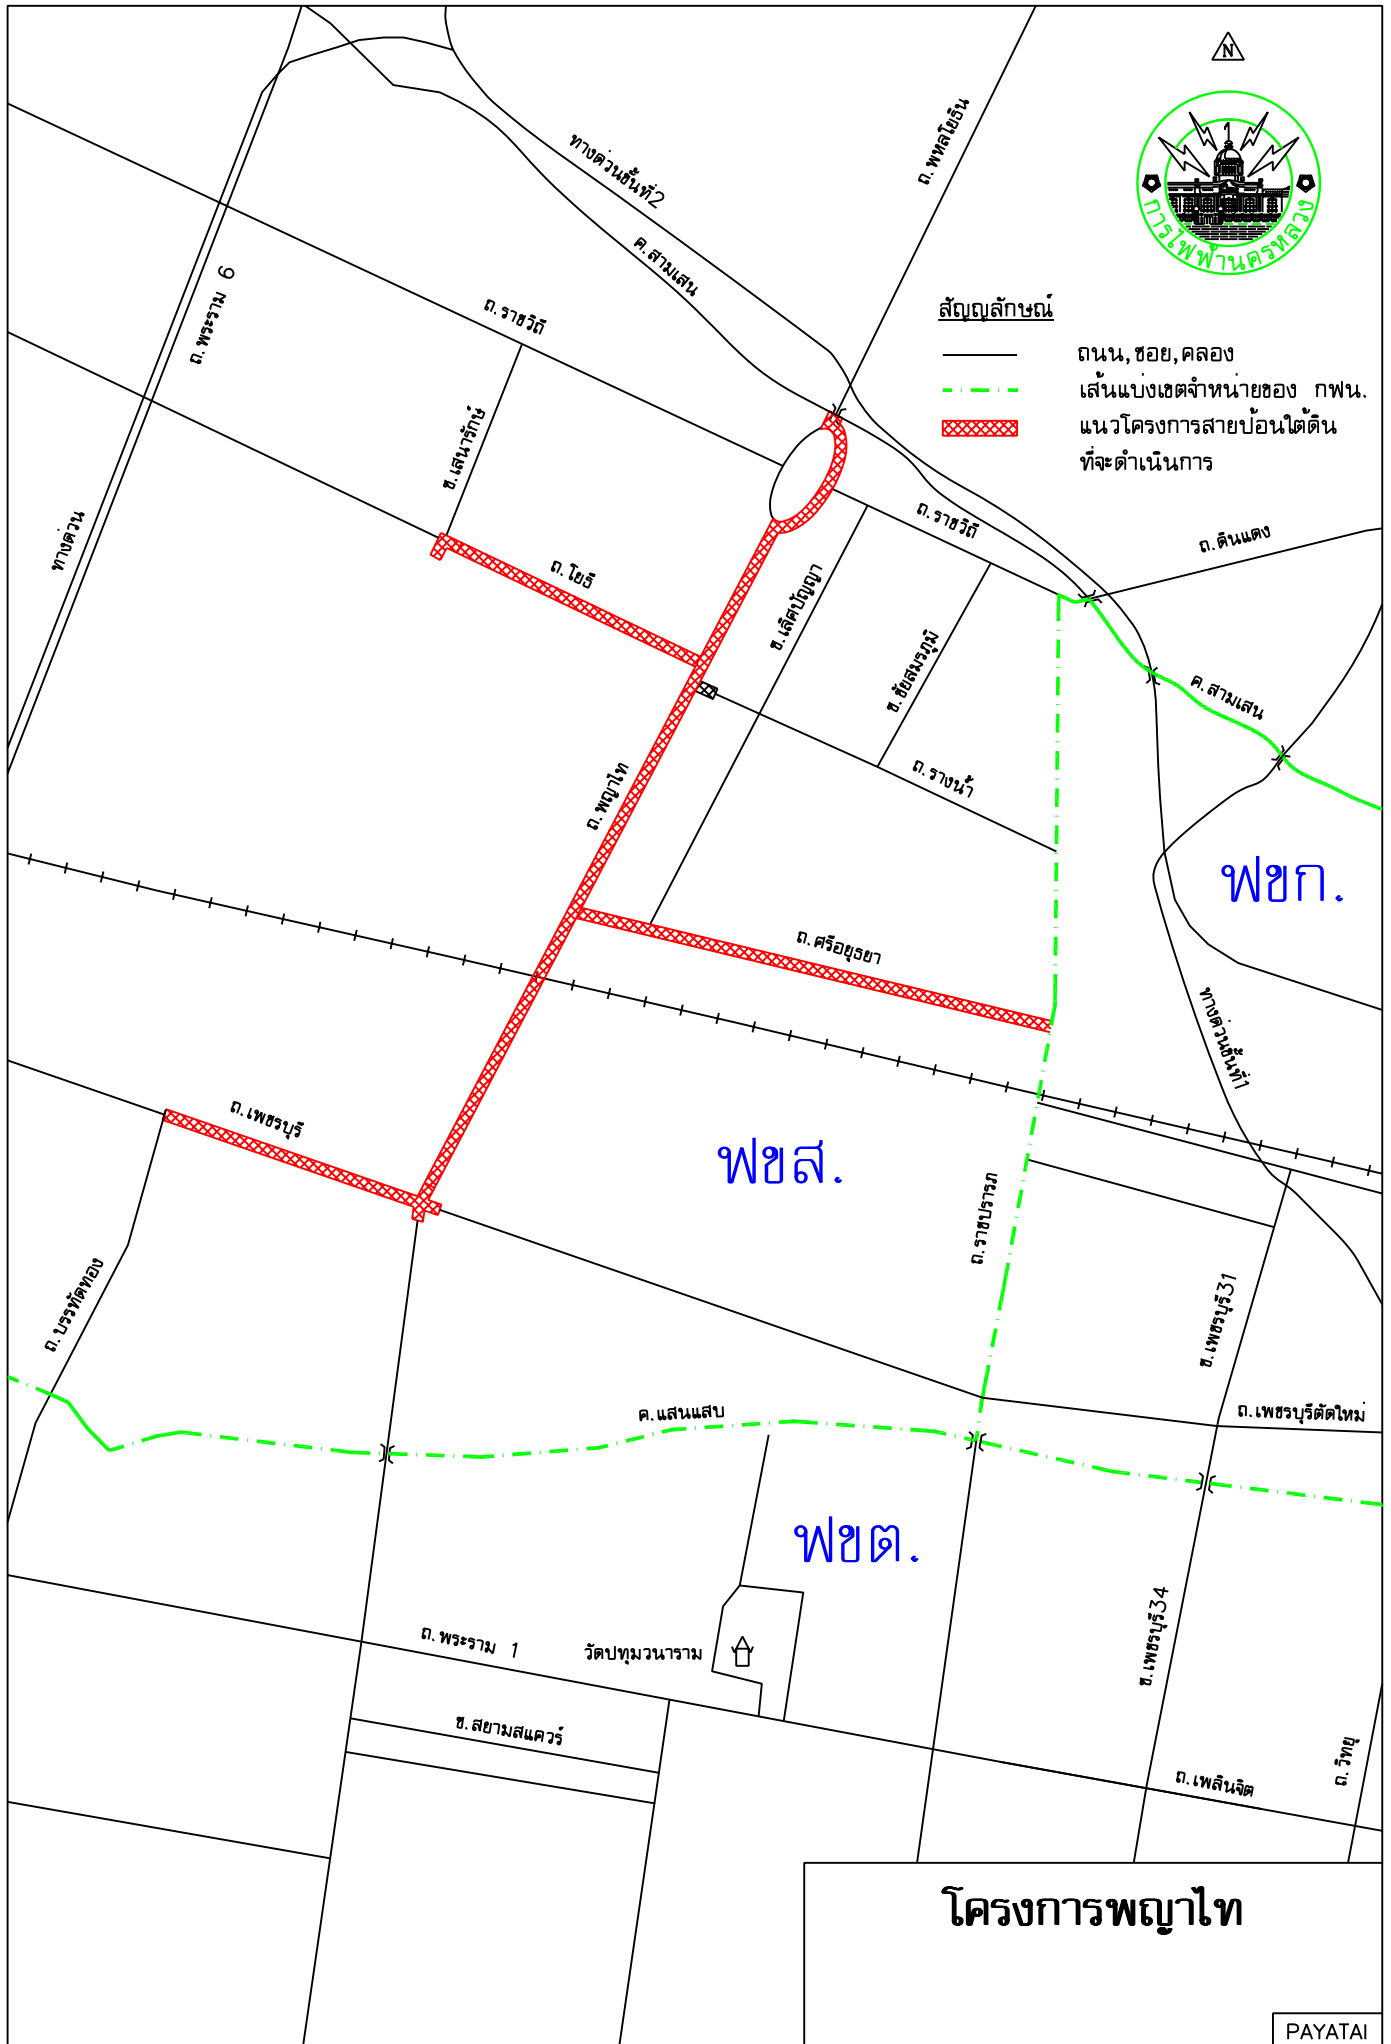 N
การไฟฟ้านครหลวง
ถ.พหลโยธิน
ทางด่วนขั้นที่2
ค.สามเสน
สัญญลักษณ์
ถนน,ซอย,คลอง
เส้นแบ่งเขตจำหน่ายของ กฟน.
แนวโครงการสายป้อนใต้ดิน
ที่จะดำเนินการ
ถ.พระราม 6
ถ.ราชวิถี
ซ.เสนารักษ์
ทางด่วน
ถ.โยธี
ถ.ราชวิถี
ถ.ดินแดง
ซ.เลิศปัญญา
ซ.ชัยสมรภูมิ
ค.สามเสน
ถ.พญาไท
ถ.รางน้ำ
ฟขก.
ถ.ศรีอยุธยา
ทางด่วนขั้นที่1
ถ.เพชรบุรี
ฟขส.
ถ.ราชปรารภ
ถ.บรรทัดทอง
ซ.เพชรบุรี31
ค.แสนแสบ
ถ.เพชรบุรีตัดใหม่
ฟขต.
ซ.เพชรบุรี34
ถ.พระราม 1
วัดปทุมวนาราม
ซ.สยามสแควร์
ถ.เพลินจิต
ถ.วิทยุ
โครงการพญาไท
PAYATAI